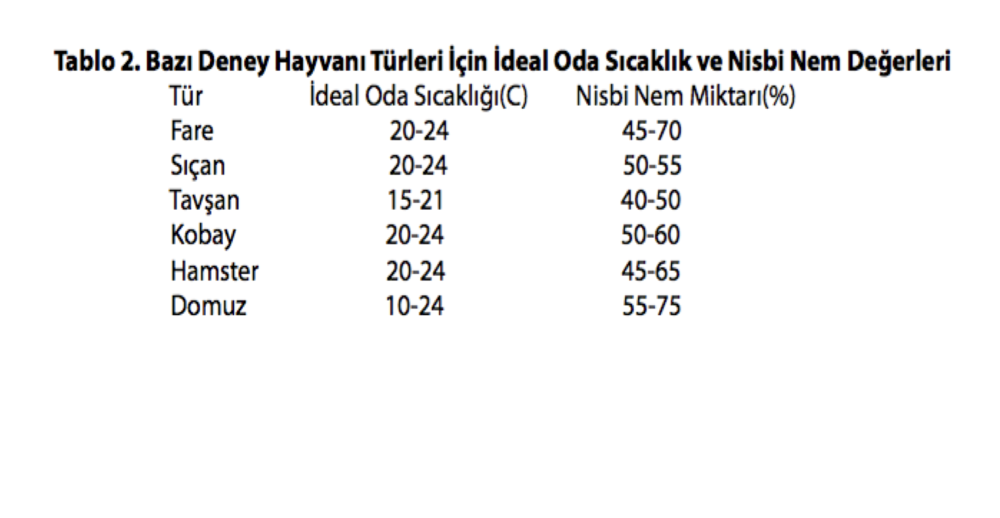 Tablo 2. Bazı Deney Hayvanı Türleri İçin İdeal Oda Sıcaklık ve Nisbi Nem Değerleri
Tür İdeal Oda Sıcaklığı(C) Nisbi Nem Miktarı(%)
Fare 20-24 45-70
Sıçan 20-24 50-55
Tavşan 15-21 40-50
Kobay 20-24 50-60
Hamster 20-24 45-65
Domuz 10-24 55-75